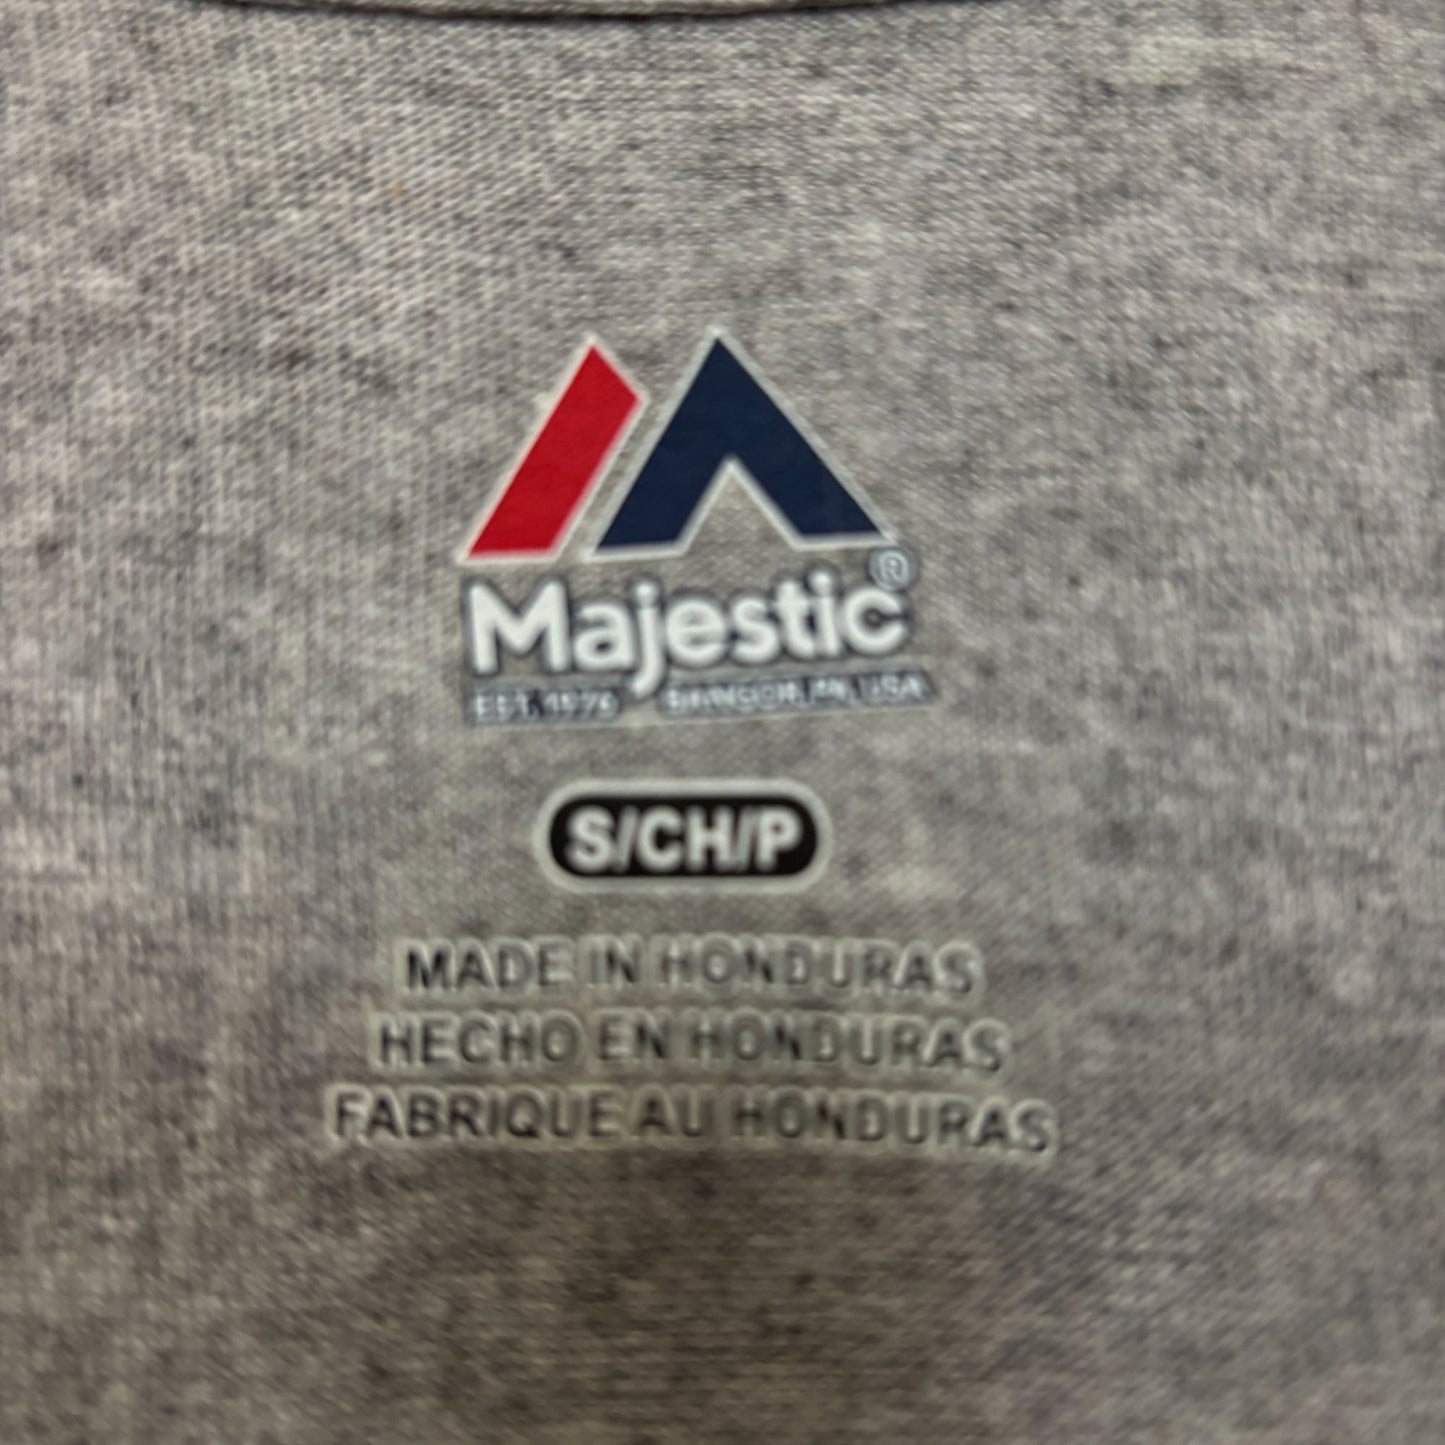 Majestic®
EST. 1976 BANGOR, PA, USA
S/CH/P
MADE IN HONDURAS
HECHO EN HONDURAS
FABRIQUE AU HONDURAS